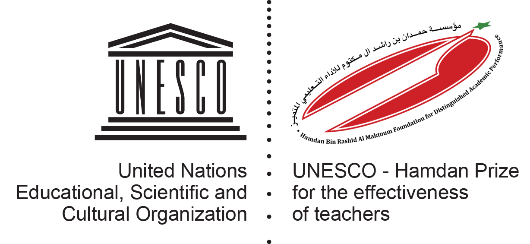 UNESCO
United Nations
Educational, Scientific and
Cultural Organization
مؤسسة حمدان بن راشد آل مكتوم للأداء التعليمي المتميز
• Hamdan Bin Rashid Al Maktoum Foundation for Distinguished Academic Performance
UNESCO - Hamdan Prize
for the effectiveness
of teachers